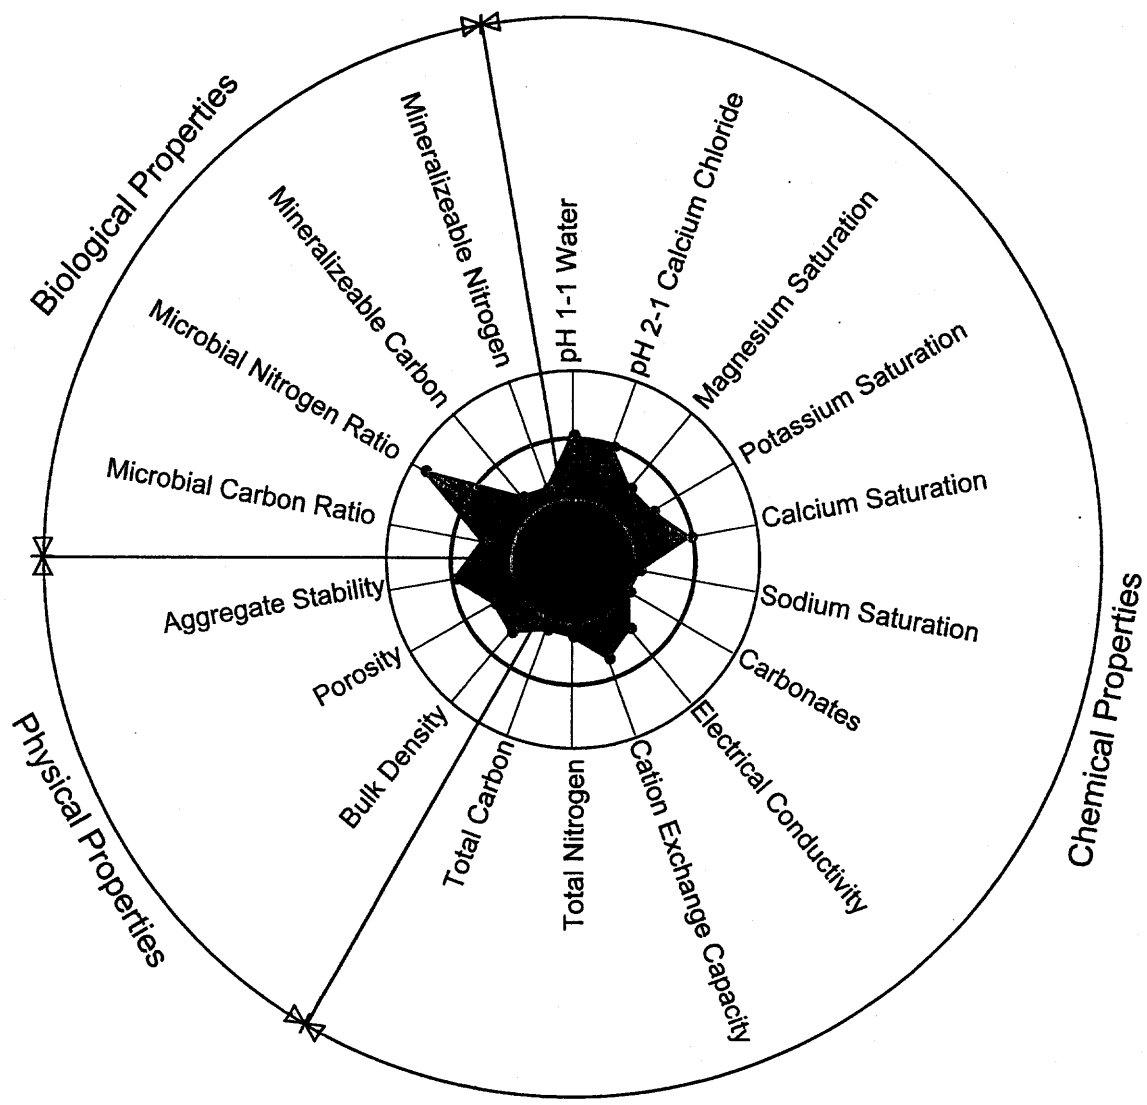 Biological Properties
Mineralizeable Nitrogen
Mineralizeable Carbon
Microbial Nitrogen Ratio
Microbial Carbon Ratio
pH 1-1 Water
pH 2-1 Calcium Chloride
Magnesium Saturation
Potassium Saturation
Calcium Saturation
Sodium Saturation
Carbonates
Electrical Conductivity
Cation Exchange Capacity
Total Nitrogen
Total Carbon
Chemical Properties
Aggregate Stability
Porosity
Bulk Density
Physical Properties